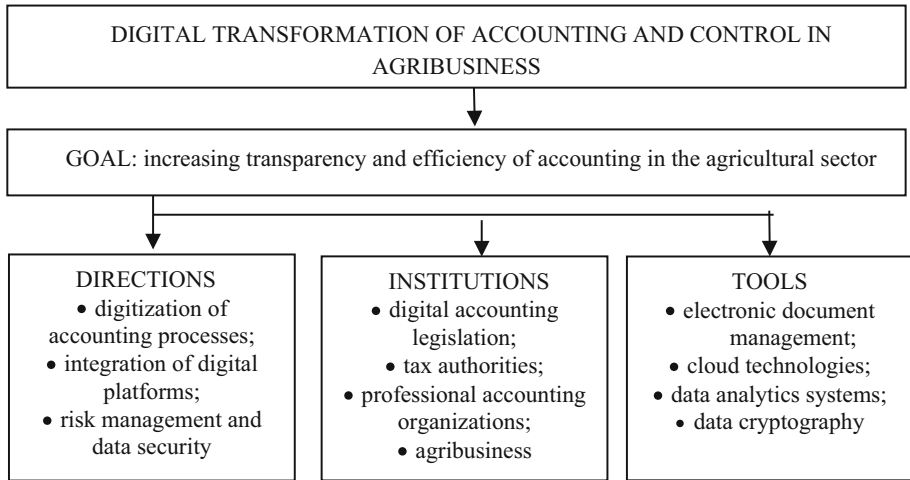 DIGITAL TRANSFORMATION OF ACCOUNTING AND CONTROL IN
AGRIBUSINESS
GOAL: increasing transparency and efficiency of accounting in the agricultural sector
DIRECTIONS
• digitization of
accounting processes;
• integration of digital
platforms;
• risk management and
data security
INSTITUTIONS
• digital accounting
legislation;
• tax authorities;
• professional accounting
organizations;
• agribusiness
TOOLS
• electronic document
management;
• cloud technologies;
• data analytics systems;
• data cryptography